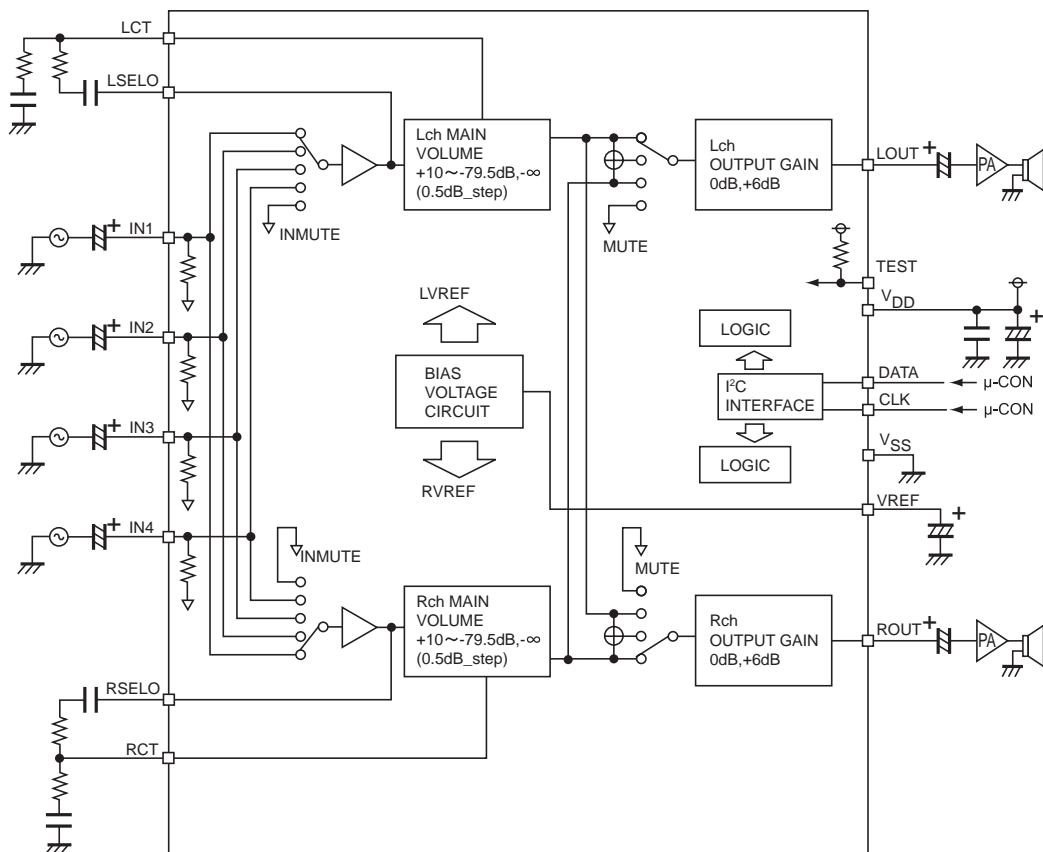 LCT
LSELO
Lch MAIN
VOLUME
+10～-79.5dB,-∞
(0.5dB_step)
Lch
OUTPUT GAIN
0dB,+6dB
LOUT
+
PA
IN1
+
INMUTE
MUTE
TEST
VDD
+
LVREF
IN2
+
LOGIC
BIAS
VOLTAGE
CIRCUIT
I²C
INTERFACE
DATA
μ-CON
CLK
μ-CON
IN3
+
LOGIC
VSS
RVREF
VREF
+
IN4
+
INMUTE
MUTE
Rch MAIN
VOLUME
+10～-79.5dB,-∞
(0.5dB_step)
Rch
OUTPUT GAIN
0dB,+6dB
ROUT
+
PA
RSELO
RCT